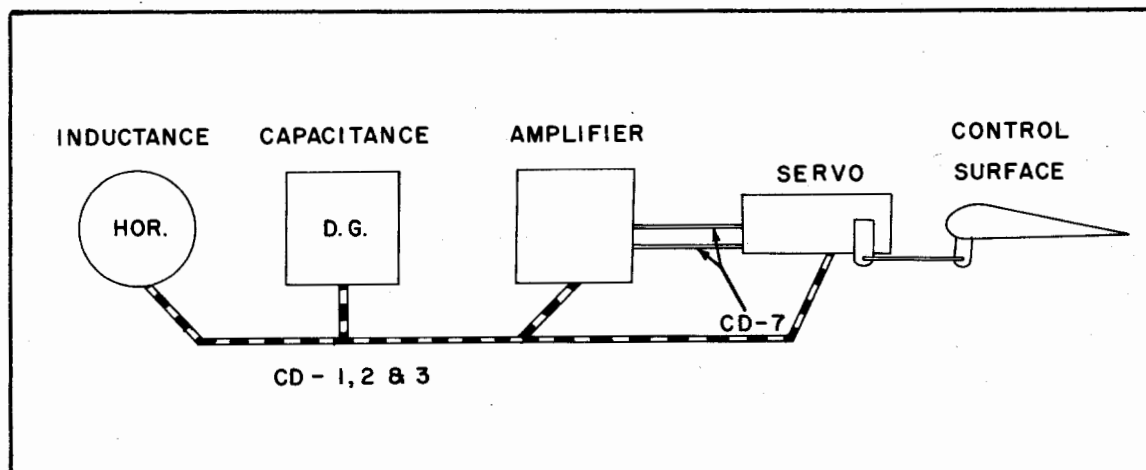 INDUCTANCE
CAPACITANCE
AMPLIFIER
SERVO
CONTROL
SURFACE
HOR.
D. G.
CD-7
CD - 1, 2 & 3